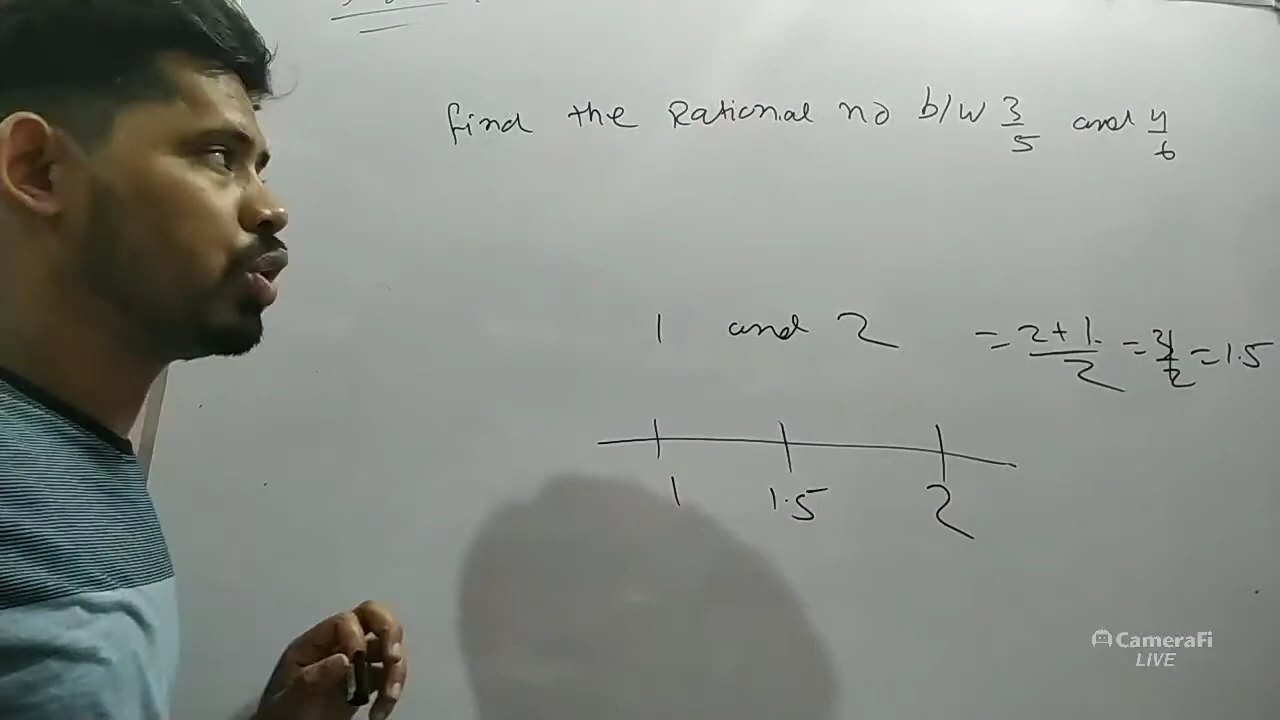 find the Rational no b/w 3/5 and 4/6
1 and 2 = 2+1/2 = 3/2 = 1.5
1 1.5 2
CameraFi
LIVE